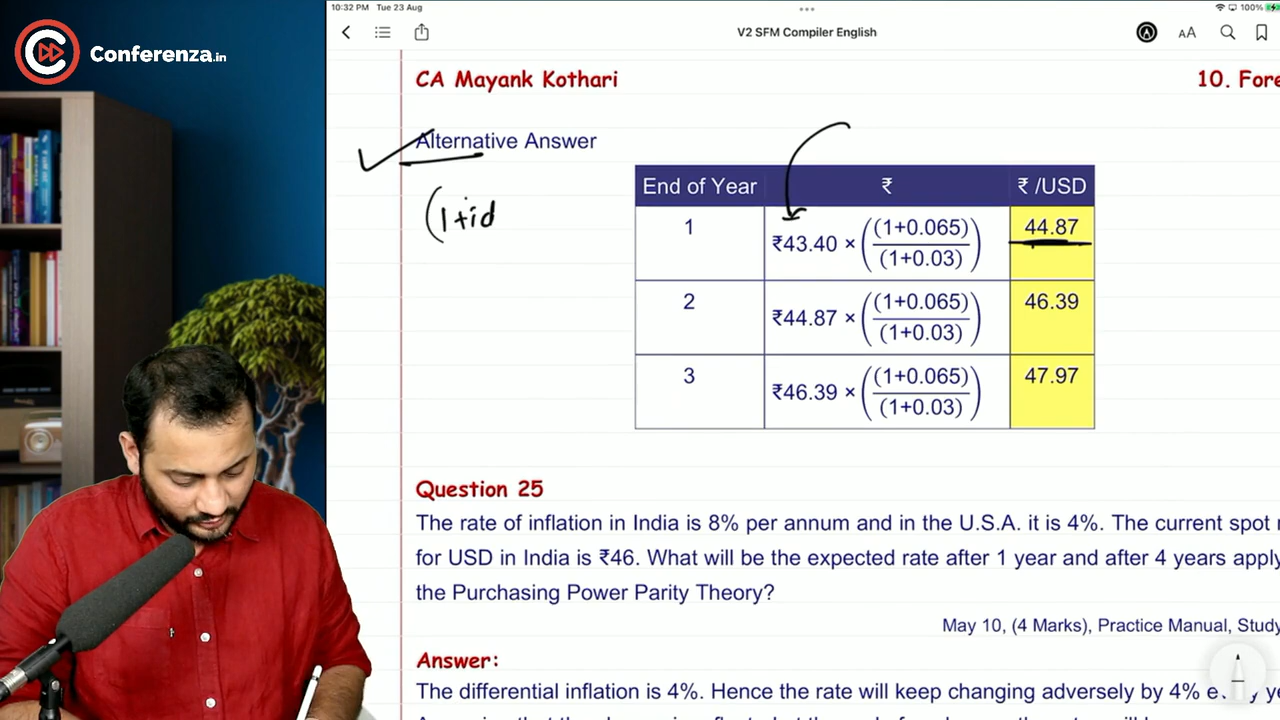 10:32 PM Tue 23 Aug
100%
Conferenza.in
V2 SFM Compiler English
AA
CA Mayank Kothari
10. Fore
Alternative Answer
(1+id
End of Year ₹ ₹ /USD
1 ₹43.40 × ((1+0.065)/(1+0.03)) 44.87
2 ₹44.87 × ((1+0.065)/(1+0.03)) 46.39
3 ₹46.39 × ((1+0.065)/(1+0.03)) 47.97
Question 25
The rate of inflation in India is 8% per annum and in the U.S.A. it is 4%. The current spot
for USD in India is ₹46. What will be the expected rate after 1 year and after 4 years apply
the Purchasing Power Parity Theory?
May 10, (4 Marks), Practice Manual, Study
Answer:
The differential inflation is 4%. Hence the rate will keep changing adversely by 4%